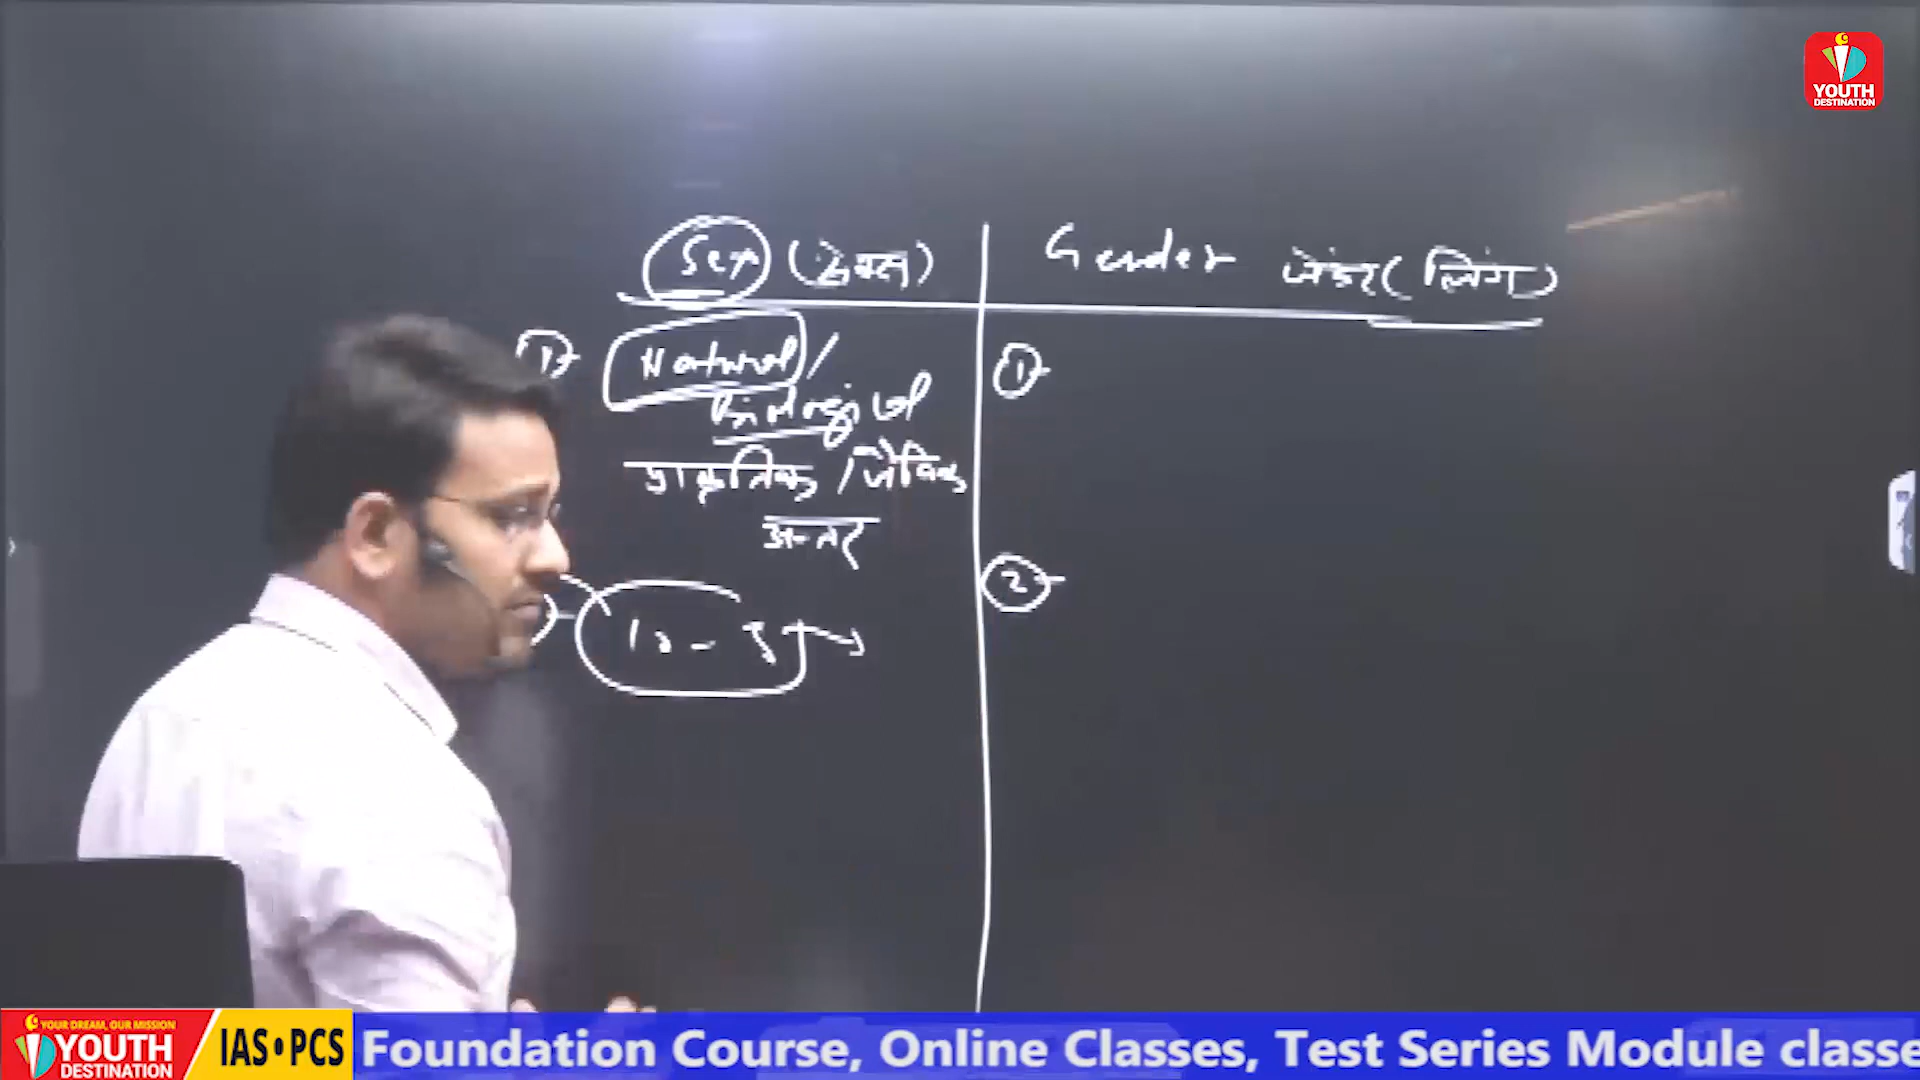 YOUTH
DESTINATION
Sex (सेक्स)
Gender जेंडर (लिंग)
①
Natural /
Biological
प्राकृतिक / जैविक
अन्तर
①
②
YOUR DREAM, OUR MISSION
YOUTH
DESTINATION
IAS•PCS
Foundation Course, Online Classes, Test Series Module classe